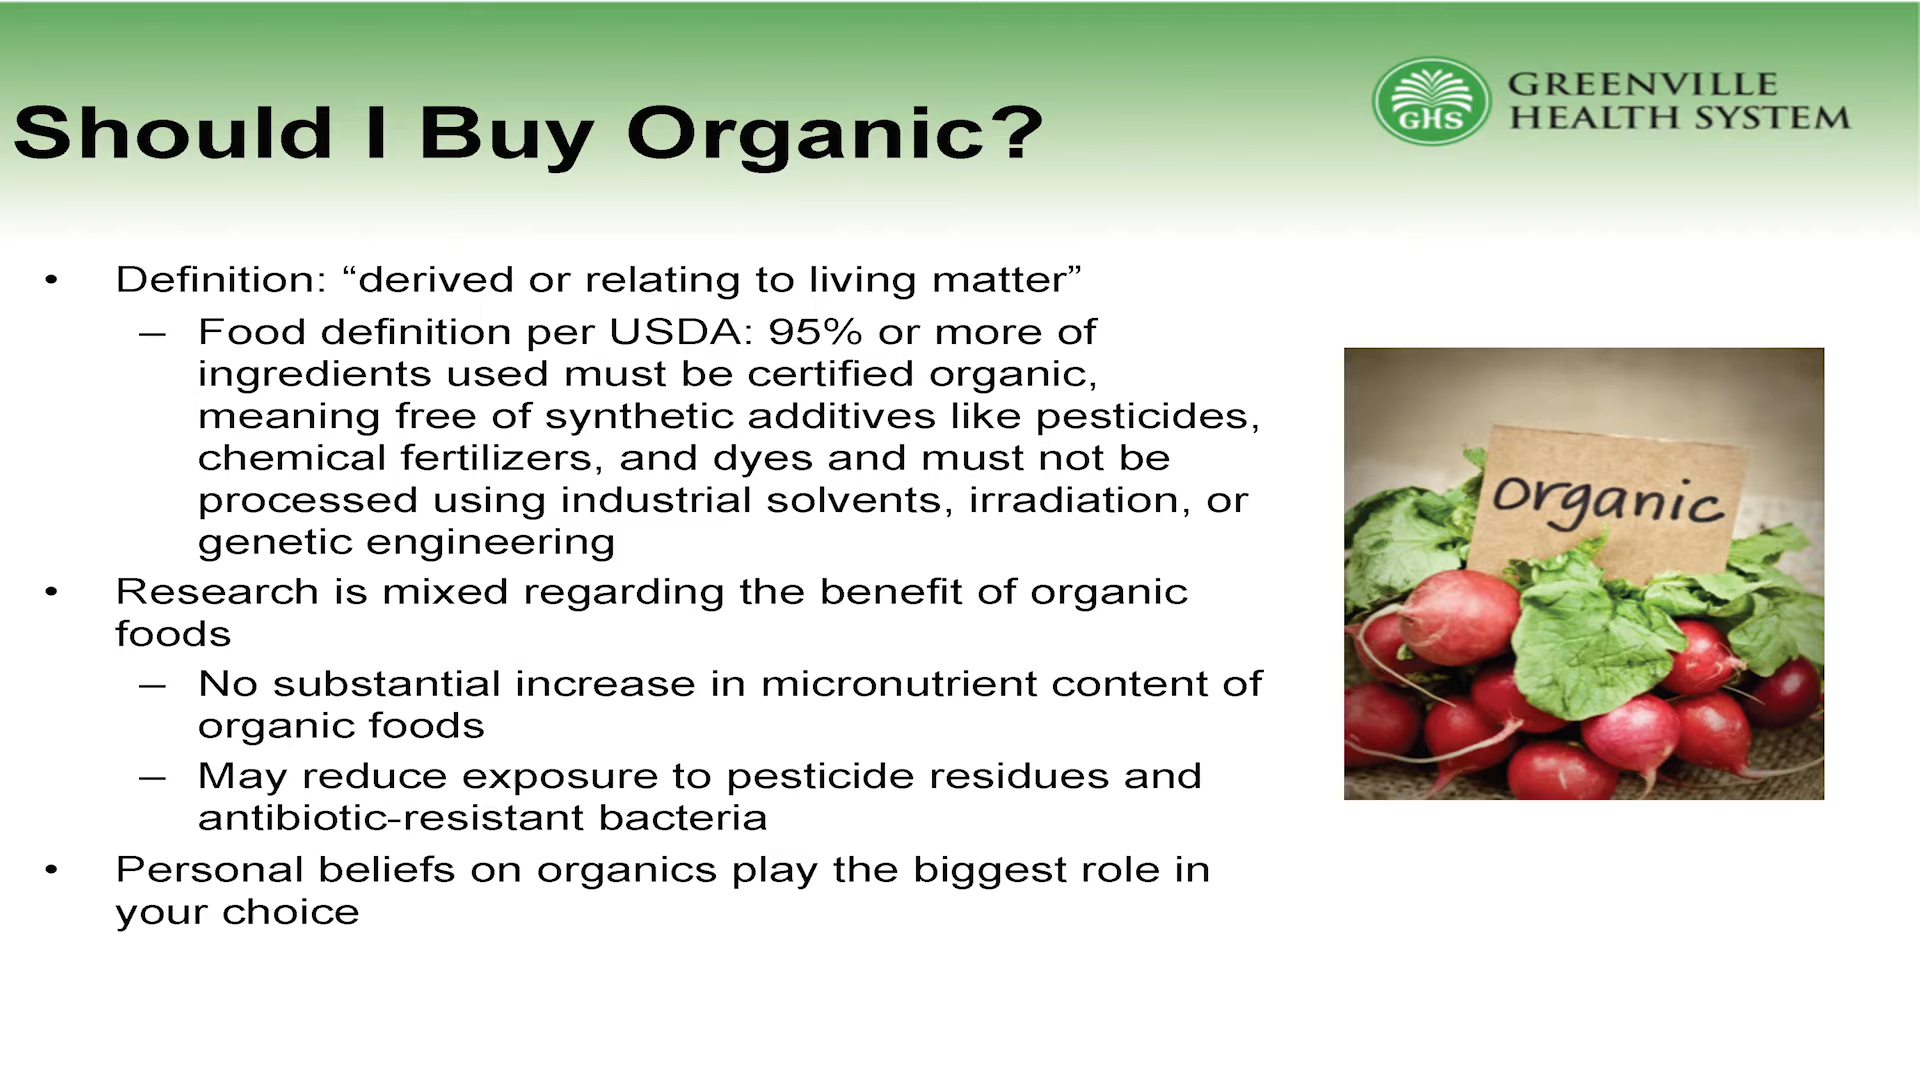 Should I Buy Organic?
GHS
GREENVILLE
HEALTH SYSTEM
• Definition: “derived or relating to living matter”
– Food definition per USDA: 95% or more of
ingredients used must be certified organic,
meaning free of synthetic additives like pesticides,
chemical fertilizers, and dyes and must not be
processed using industrial solvents, irradiation, or
genetic engineering
• Research is mixed regarding the benefit of organic
foods
– No substantial increase in micronutrient content of
organic foods
– May reduce exposure to pesticide residues and
antibiotic-resistant bacteria
• Personal beliefs on organics play the biggest role in
your choice
organic